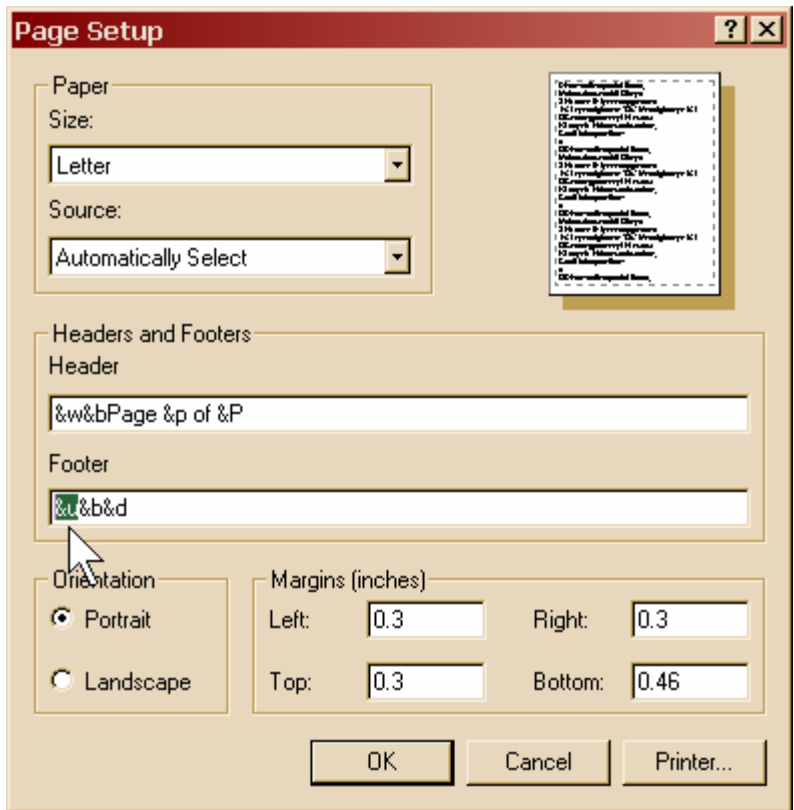 Page Setup
Paper
Size:
Letter
Source:
Automatically Select
Headers and Footers
Header
&w&bPage &p of &P
Footer
&u&b&d
Orientation
Portrait
Landscape
Margins (inches)
Left: 0.3 Right: 0.3
Top: 0.3 Bottom: 0.46
OK Cancel Printer...